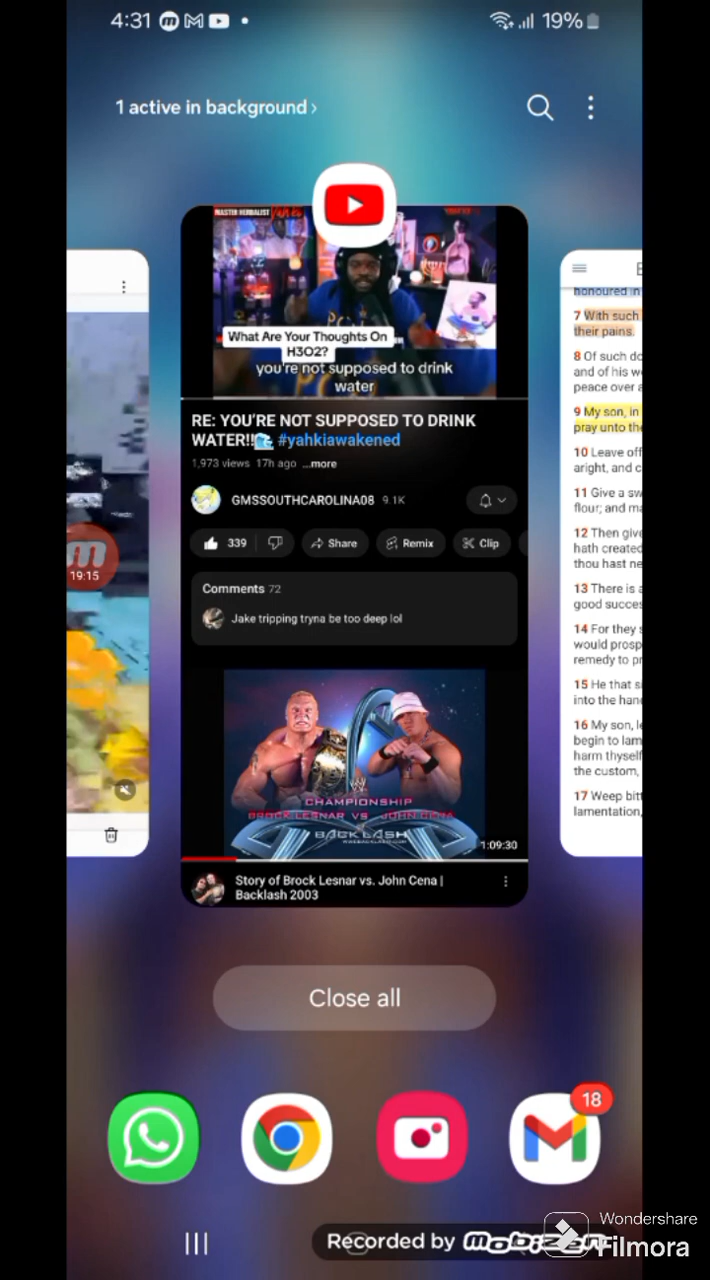 4:31
19%
1 active in background ›
MASTER HERBALIST
What Are Your Thoughts On
H3O2?
you're not supposed to drink
water
RE: YOU'RE NOT SUPPOSED TO DRINK
WATER!!🌊 #yahkiawakened
1,973 views 17h ago ...more
GMSSOUTHCAROLINA08 9.1K
339
Share
Remix
Clip
Comments 72
Jake tripping tryna be too deep lol
CHAMPIONSHIP
BROCK LESNAR VS JOHN CENA
BACKLASH
1:09:30
Story of Brock Lesnar vs. John Cena |
Backlash 2003
19:15
honoured in
7 With such
their pains.
8 Of such do
and of his w
peace over a
9 My son, in
pray unto the
10 Leave off
aright, and c
11 Give a sw
flour; and ma
12 Then give
hath created
thou hast ne
13 There is a
good succes
14 For they s
would prosp
remedy to pr
15 He that si
into the han
16 My son, le
begin to lam
harm thyself
the custom,
17 Weep bitt
lamentation,
Close all
18
Recorded by mobizen
Wondershare
Filmora